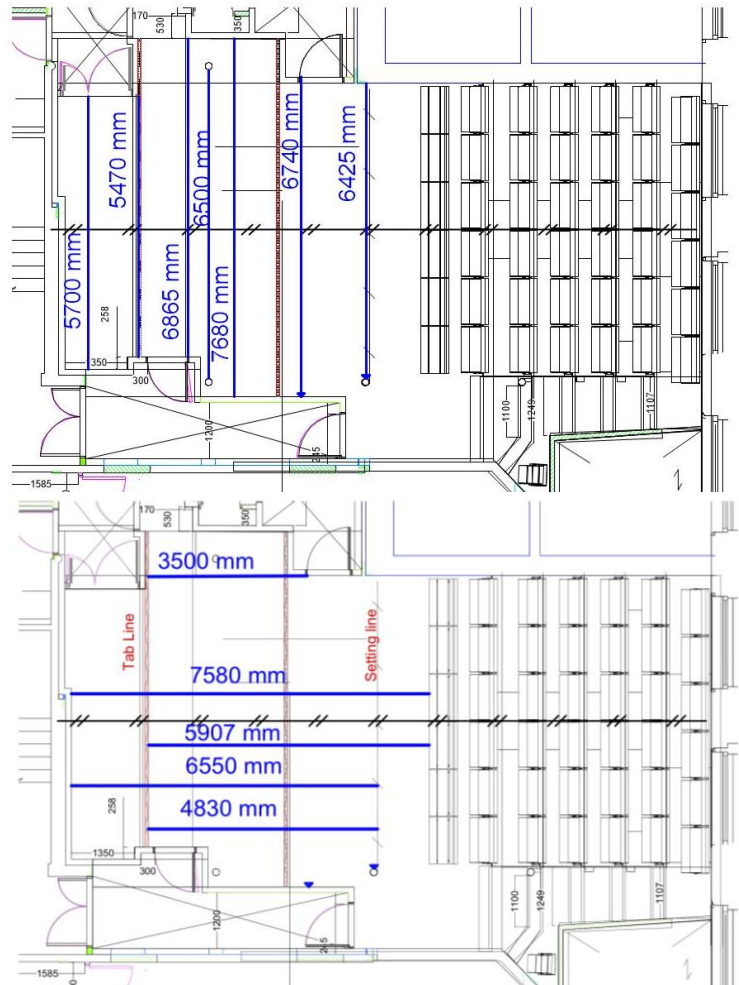 170
530
350
5470 mm
6500 mm
6740 mm
6425 mm
5700 mm
6865 mm
7680 mm
258
350
300
1200
245
1100
1249
1107
1585
170
530
350
3500 mm
Tab Line
Setting line
7580 mm
5907 mm
6550 mm
4830 mm
258
1350
300
1200
245
1100
1249
1107
1585